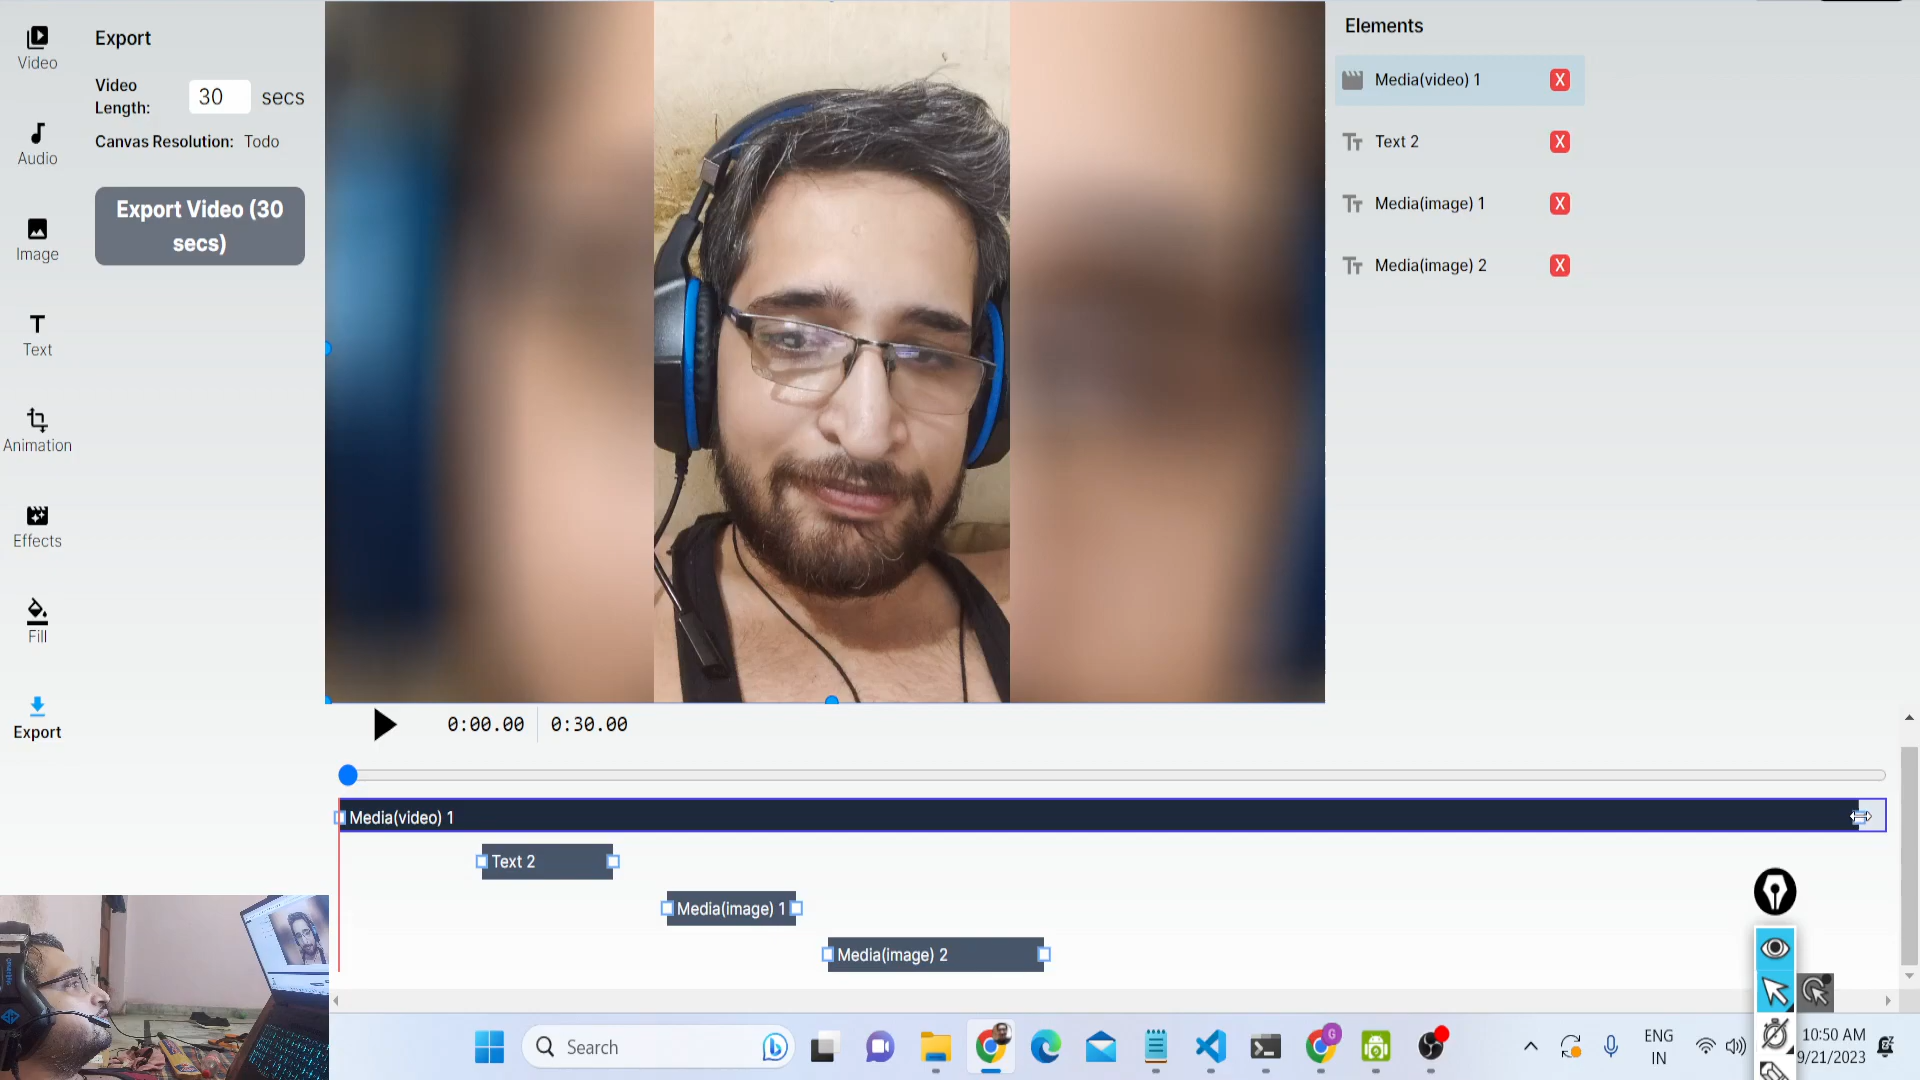 Video
Audio
Image
Text
Animation
Effects
Fill
Export
Export
Video
Length:
30
secs
Canvas Resolution: Todo
Export Video (30
secs)
Elements
Media(video) 1
X
Text 2
X
Media(image) 1
X
Media(image) 2
X
0:00.00
0:30.00
Media(video) 1
Text 2
Media(image) 1
Media(image) 2
Search
G
ENG
IN
10:50 AM
9/21/2023